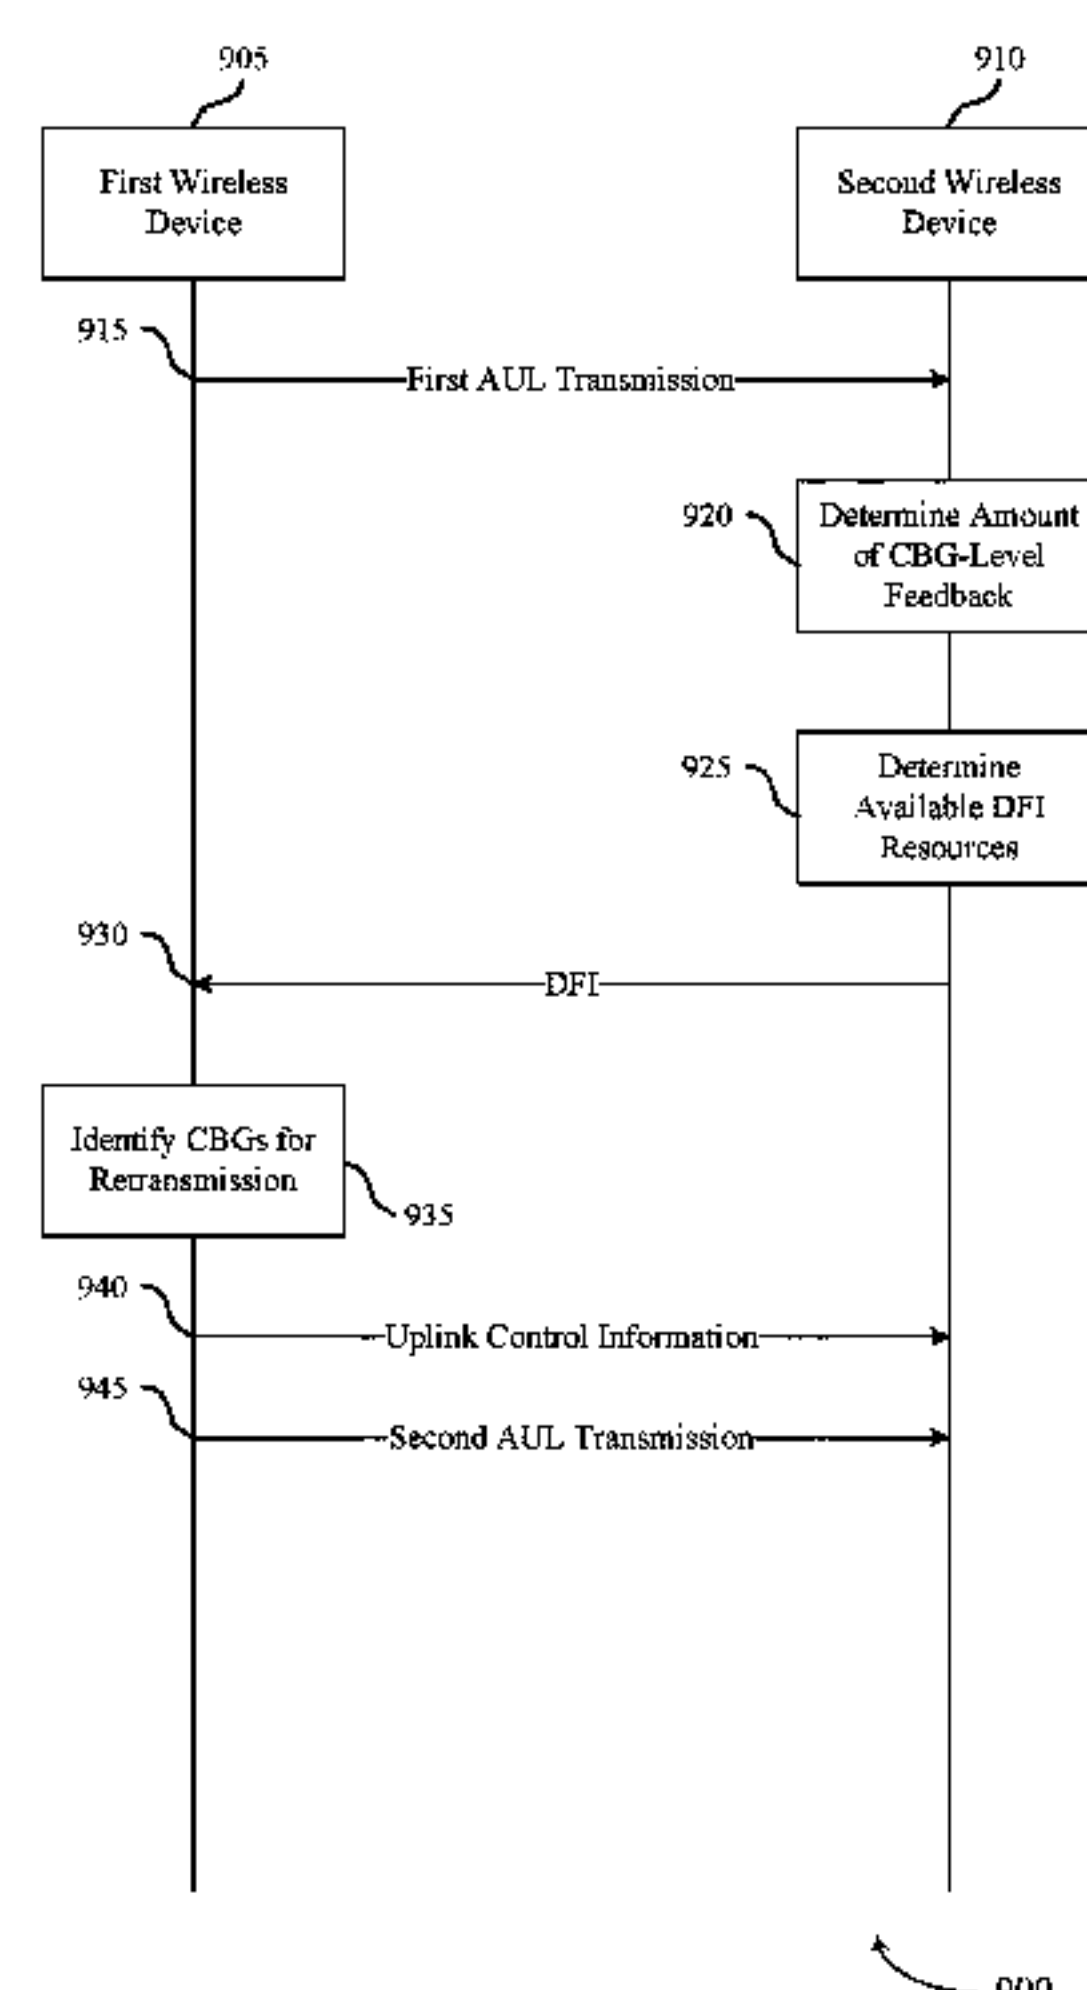 905
910
First Wireless
Device
Second Wireless
Device
915
First AUL Transmission
920
Determine Amount
of CBG-Level
Feedback
925
Determine
Available DFI
Resources
930
DFI
Identify CBGs for
Retransmission
935
940
Uplink Control Information
945
Second AUL Transmission